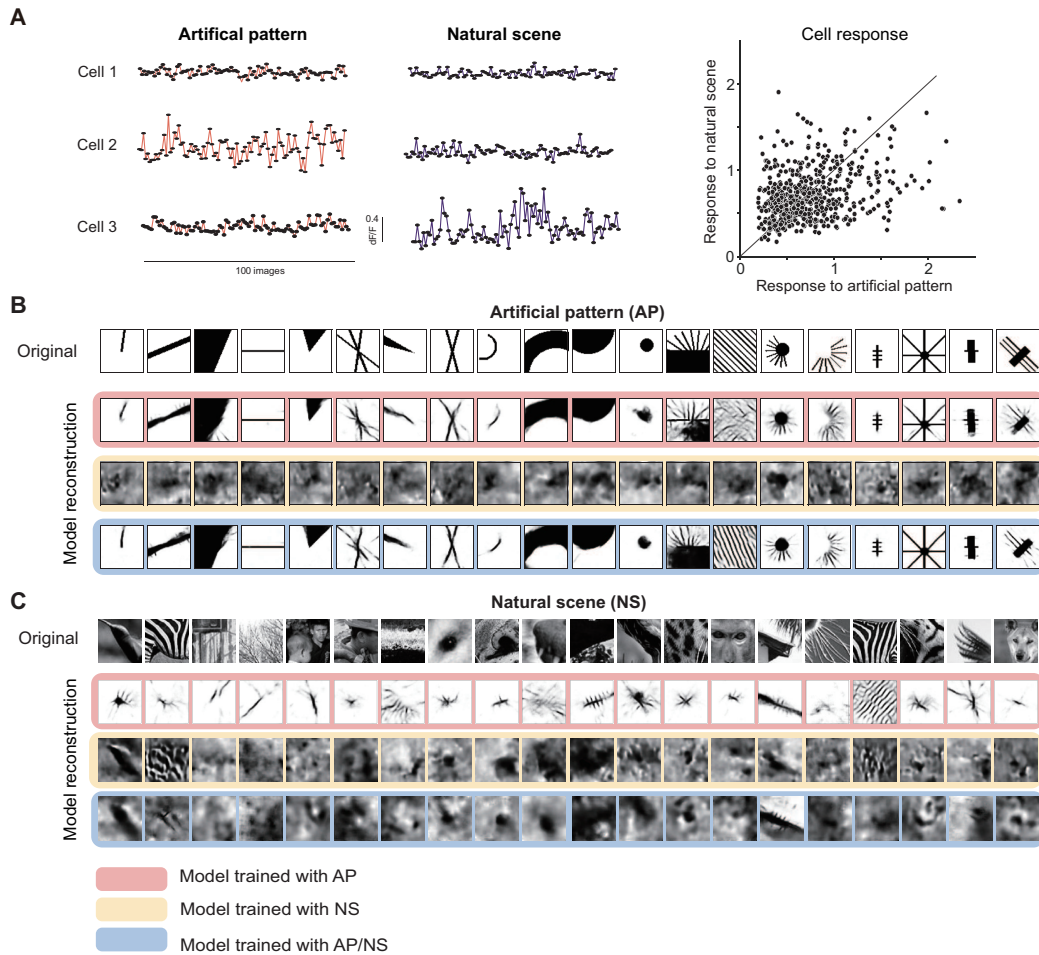 A
Artifical pattern
Natural scene
Cell response
Cell 1
Cell 2
Cell 3
0.4
dF/F
100 images
Response to natural scene
2
1
0
0
1
2
Response to artificial pattern
B
Artificial pattern (AP)
Original
Model reconstruction
C
Natural scene (NS)
Original
Model reconstruction
Model trained with AP
Model trained with NS
Model trained with AP/NS